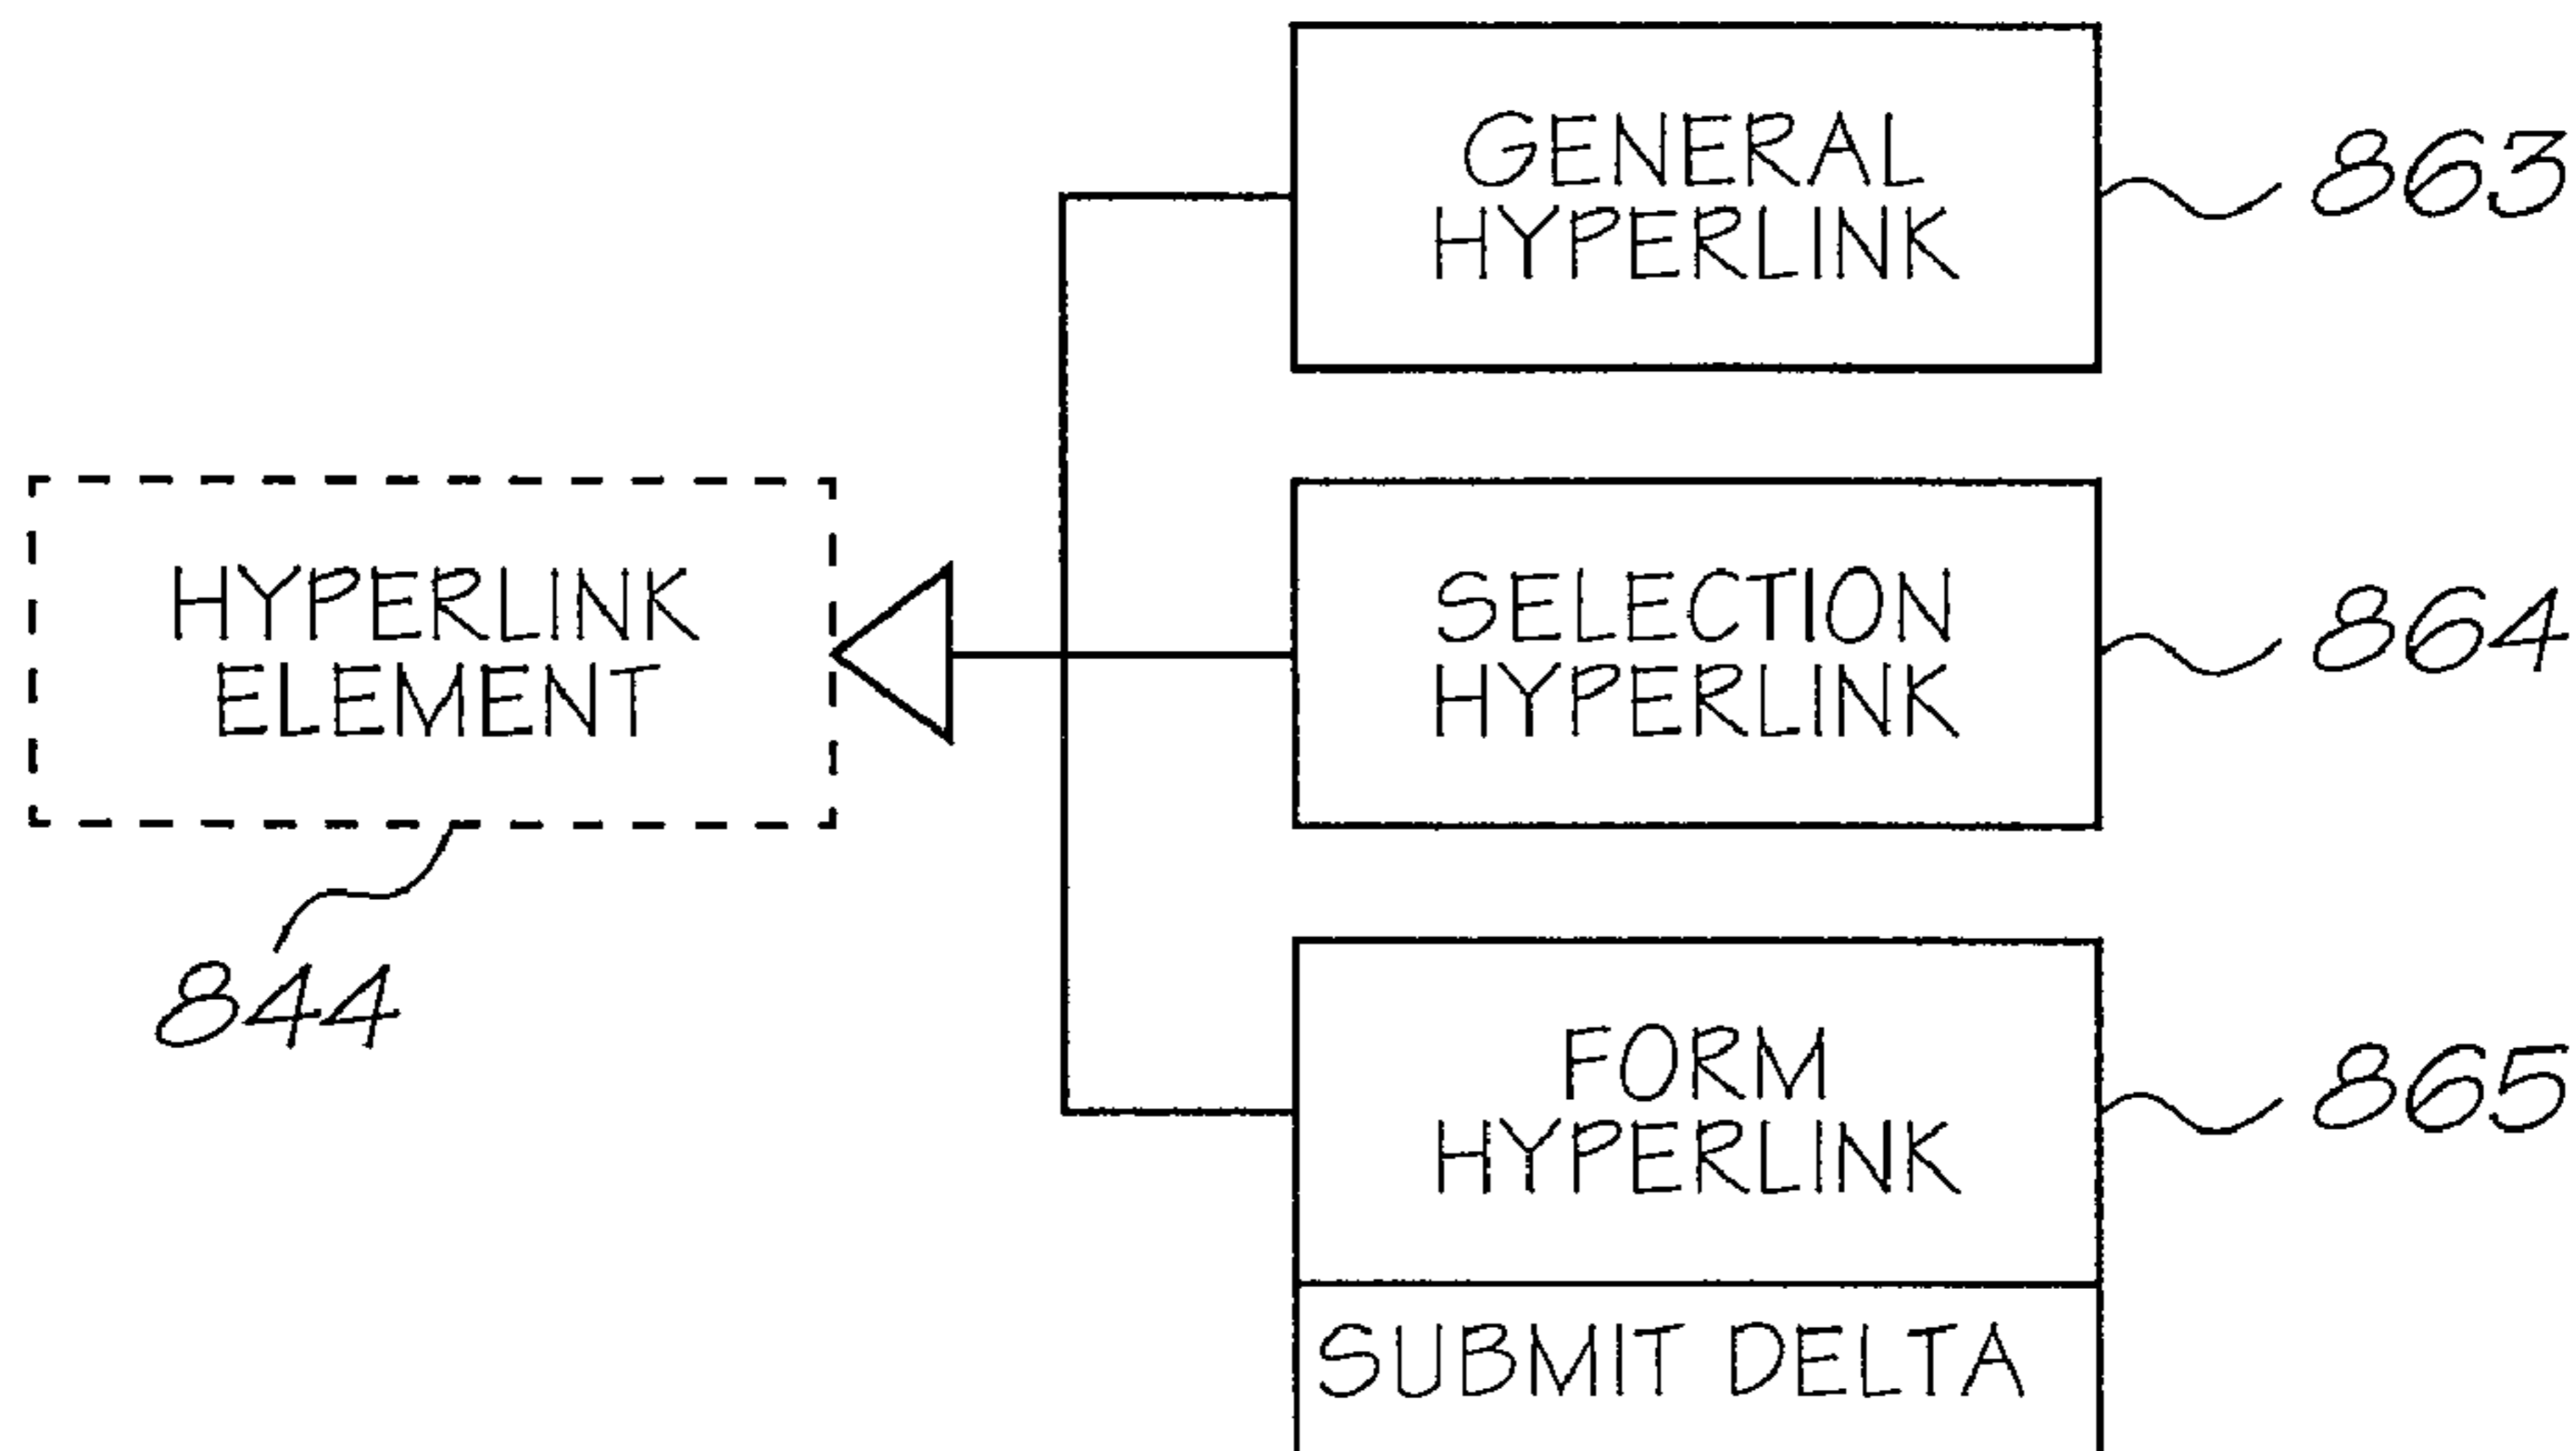 GENERAL
HYPERLINK
863
HYPERLINK
ELEMENT
844
SELECTION
HYPERLINK
864
FORM
HYPERLINK
865
SUBMIT DELTA